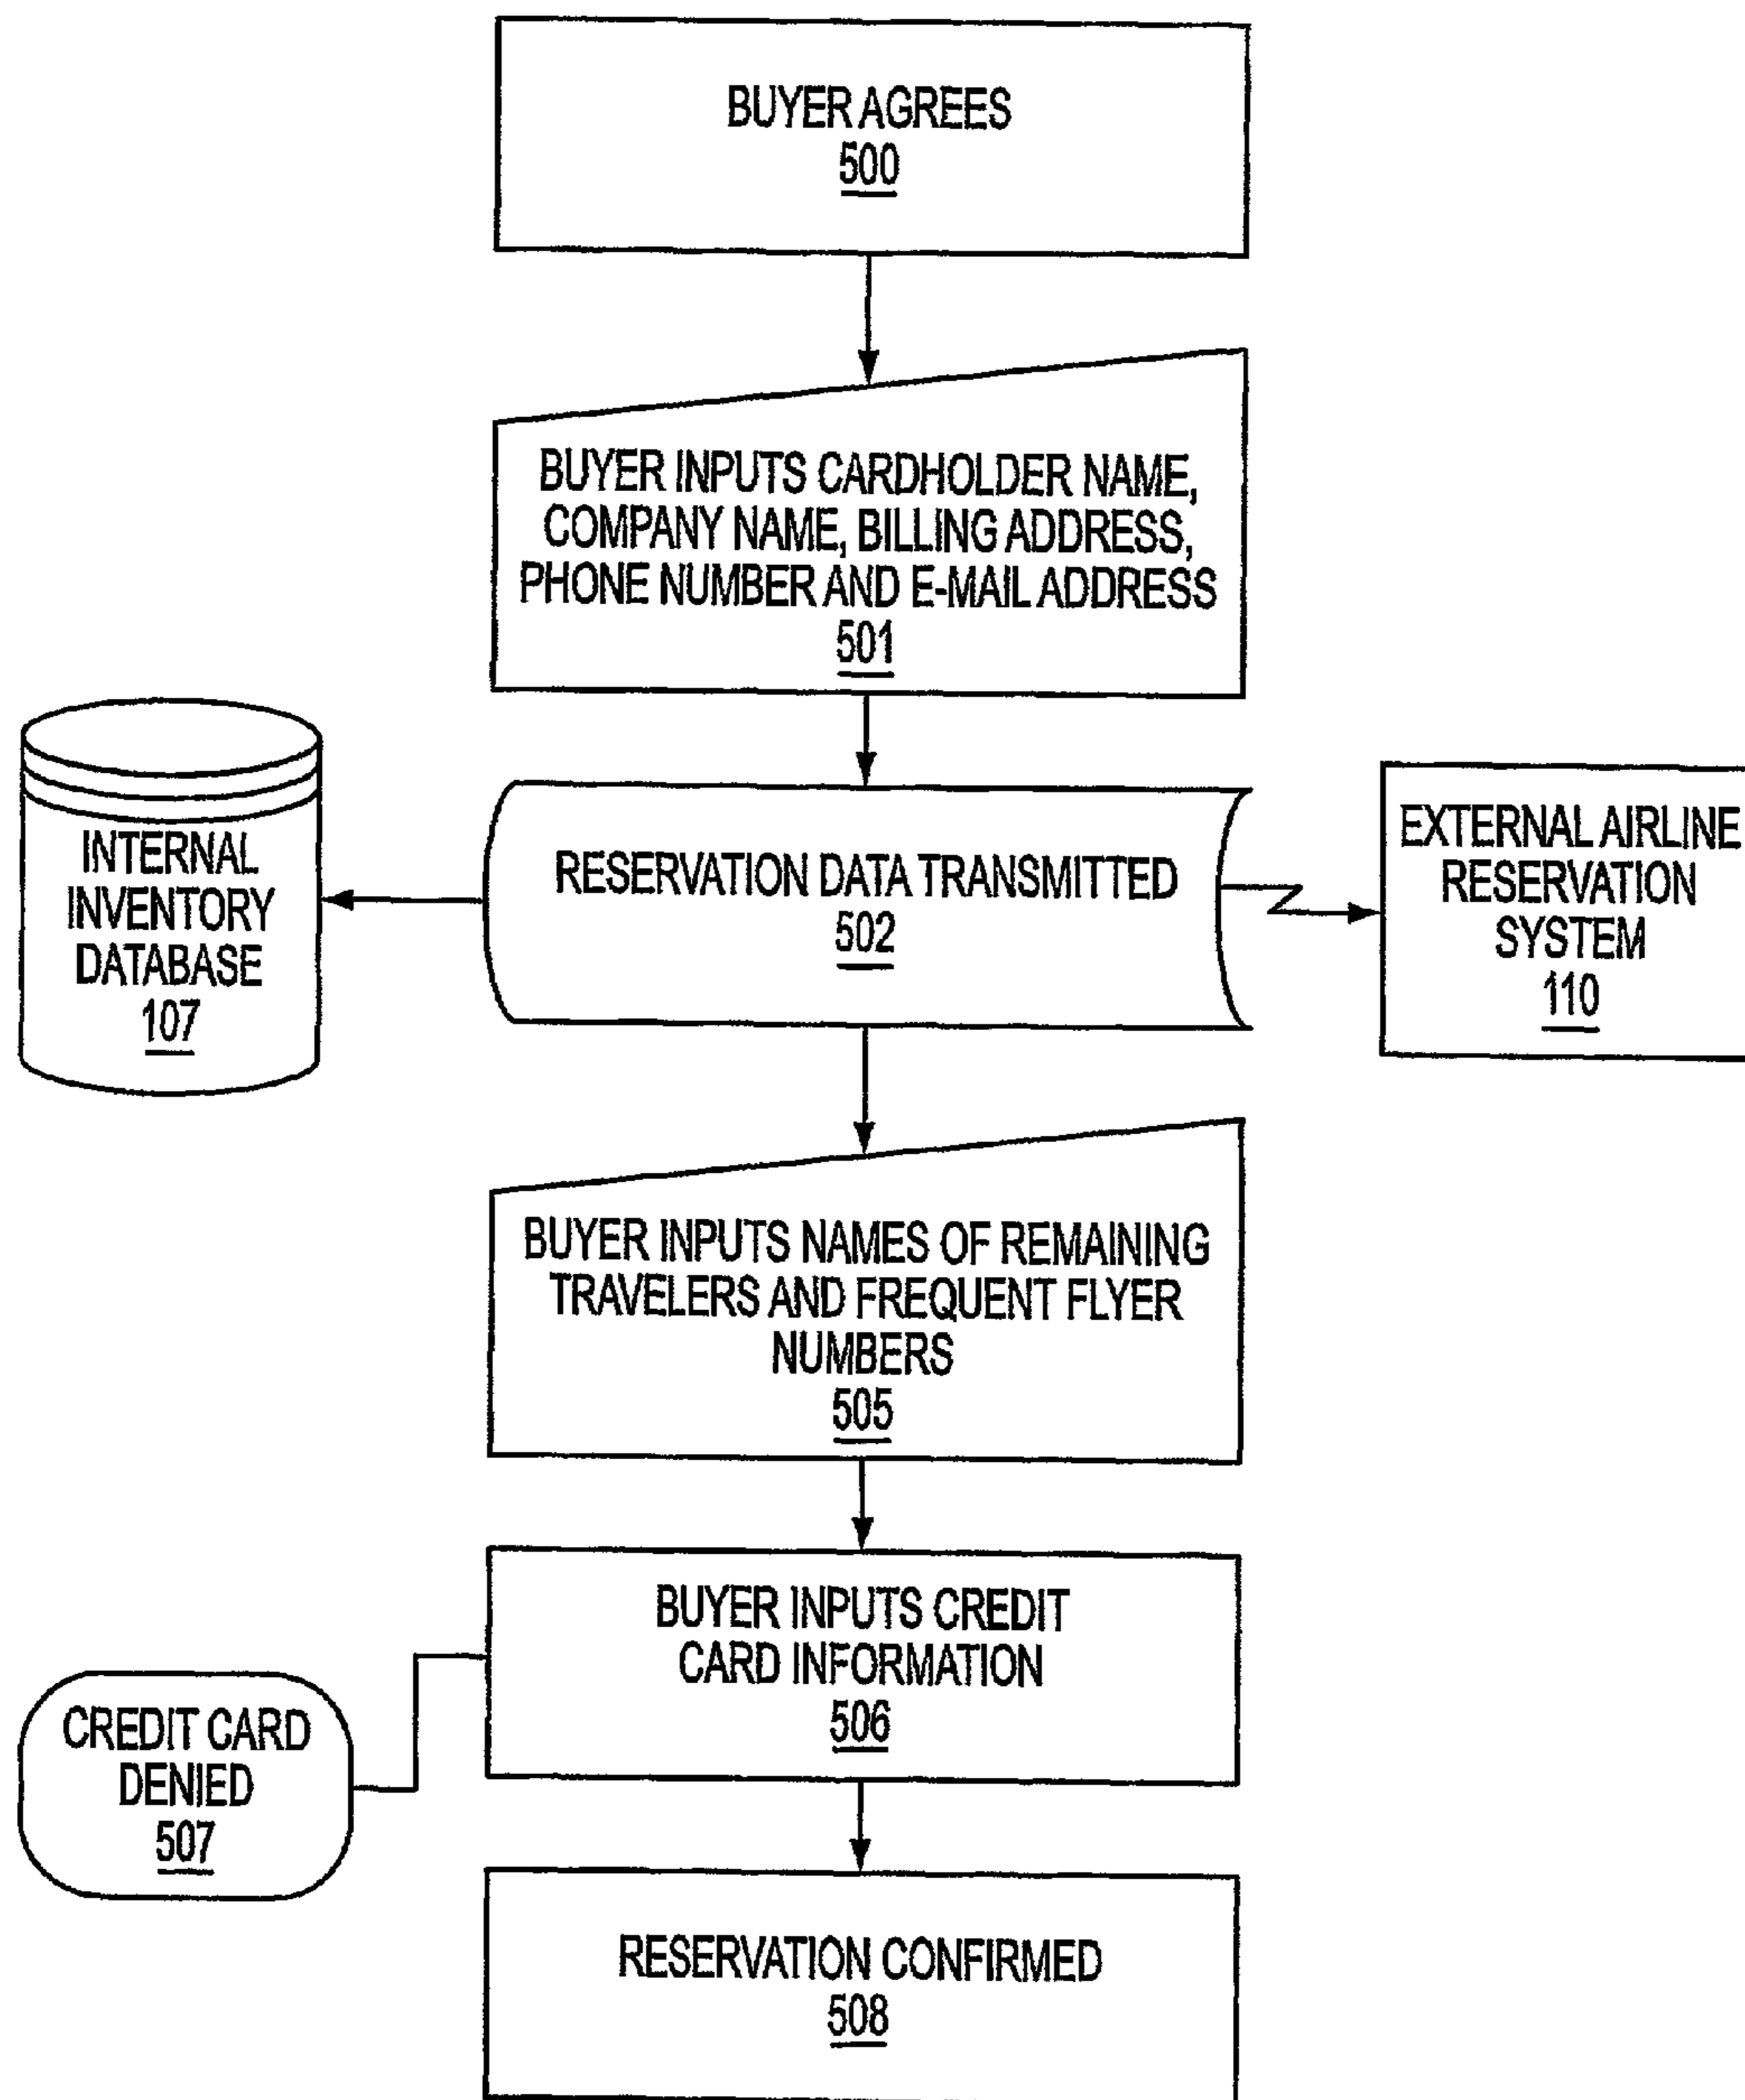 BUYER AGREES
500
BUYER INPUTS CARDHOLDER NAME,
COMPANY NAME, BILLING ADDRESS,
PHONE NUMBER AND E-MAIL ADDRESS
501
INTERNAL
INVENTORY
DATABASE
107
RESERVATION DATA TRANSMITTED
502
EXTERNAL AIRLINE
RESERVATION
SYSTEM
110
BUYER INPUTS NAMES OF REMAINING
TRAVELERS AND FREQUENT FLYER
NUMBERS
505
BUYER INPUTS CREDIT
CARD INFORMATION
506
CREDIT CARD
DENIED
507
RESERVATION CONFIRMED
508